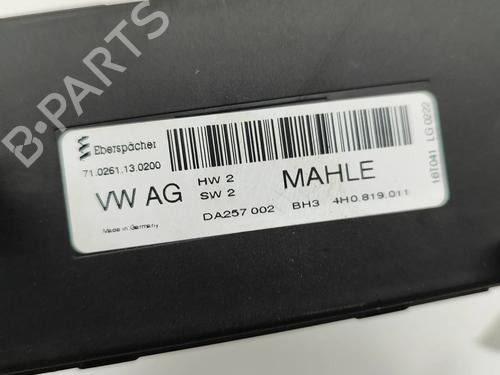 Eberspächer
71.0261.13.0200
VW AG
HW 2
SW 2
MAHLE
Made in Germany
DA257 002 BH3 4H0.819.011
16T041 LG 0222
B-PARTS